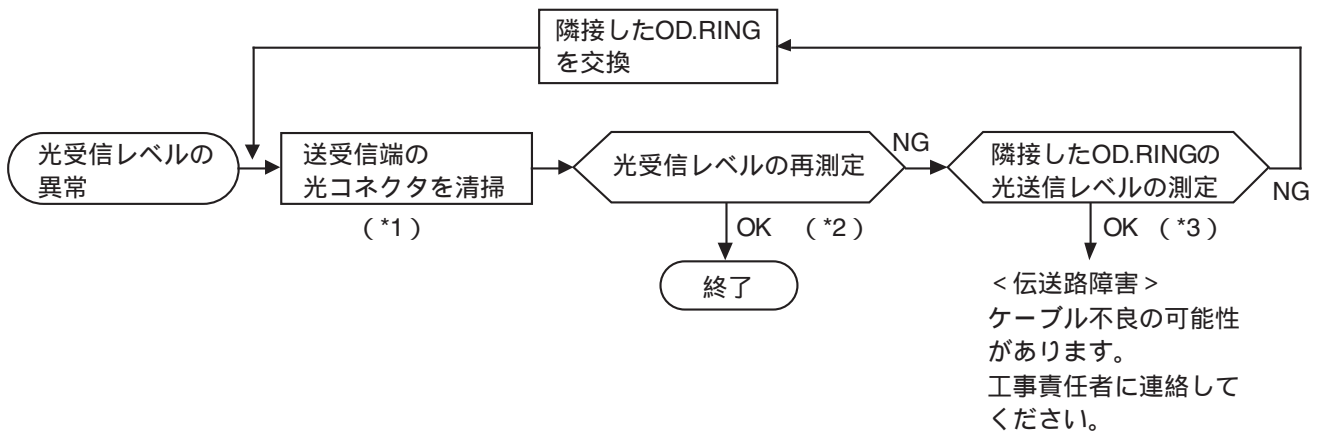 隣接したOD.RING
を交換
光受信レベルの
異常
送受信端の
光コネクタを清掃
(*1)
光受信レベルの再測定
NG
隣接したOD.RINGの
光送信レベルの測定
NG
OK (*2)
OK (*3)
終了
<伝送路障害>
ケーブル不良の可能性
があります。
工事責任者に連絡して
ください。